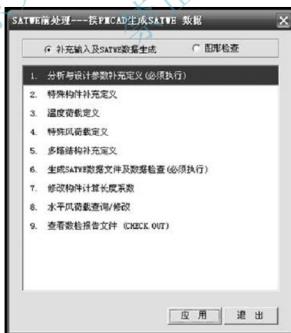 SATWE前处理---接PMCAD生成SATWE 数据
补充输入及SATWE数据生成 图形检查
1. 分析与设计参数补充定义(必须执行)
2. 特殊构件补充定义
3. 温度荷载定义
4. 特殊风荷载定义
5. 多塔结构补充定义
6. 生成SATWE数据文件及数据检查(必须执行)
7. 修改构件计算长度系数
8. 水平风荷载查询/修改
9. 查看数检报告文件 (CHECK.OUT)
应 用 退 出